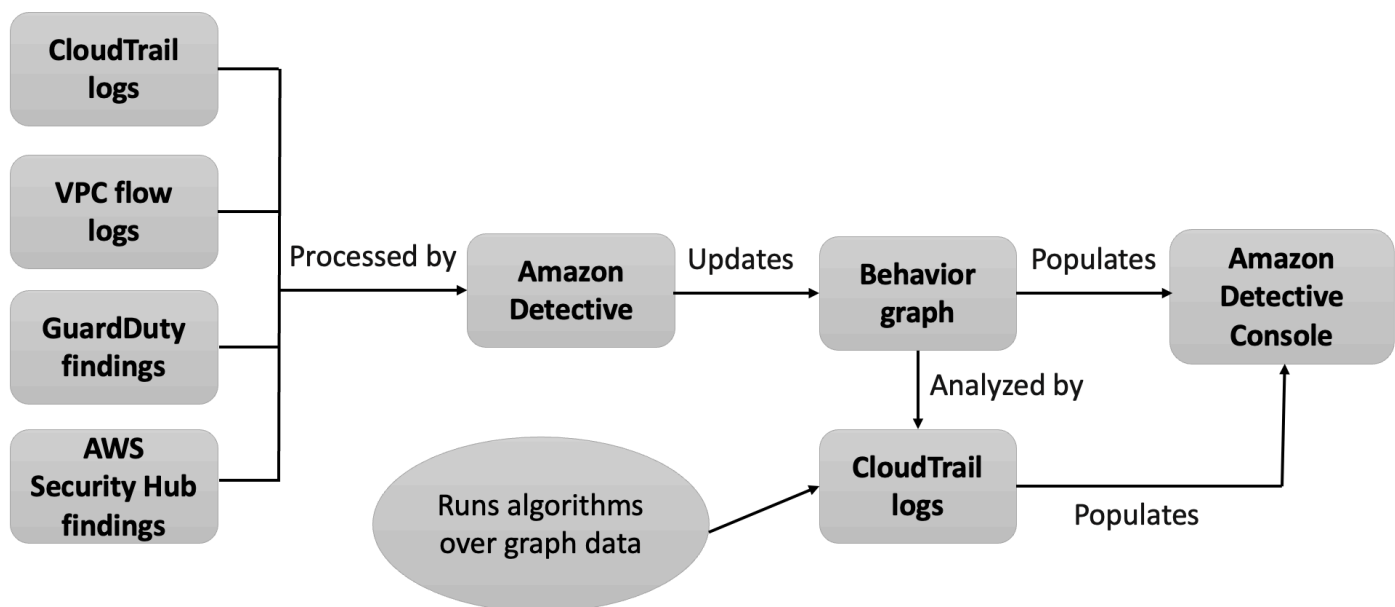 CloudTrail
logs
VPC flow
logs
GuardDuty
findings
AWS
Security Hub
findings
Processed by
Amazon
Detective
Updates
Behavior
graph
Populates
Amazon
Detective
Console
Analyzed by
Runs algorithms
over graph data
CloudTrail
logs
Populates